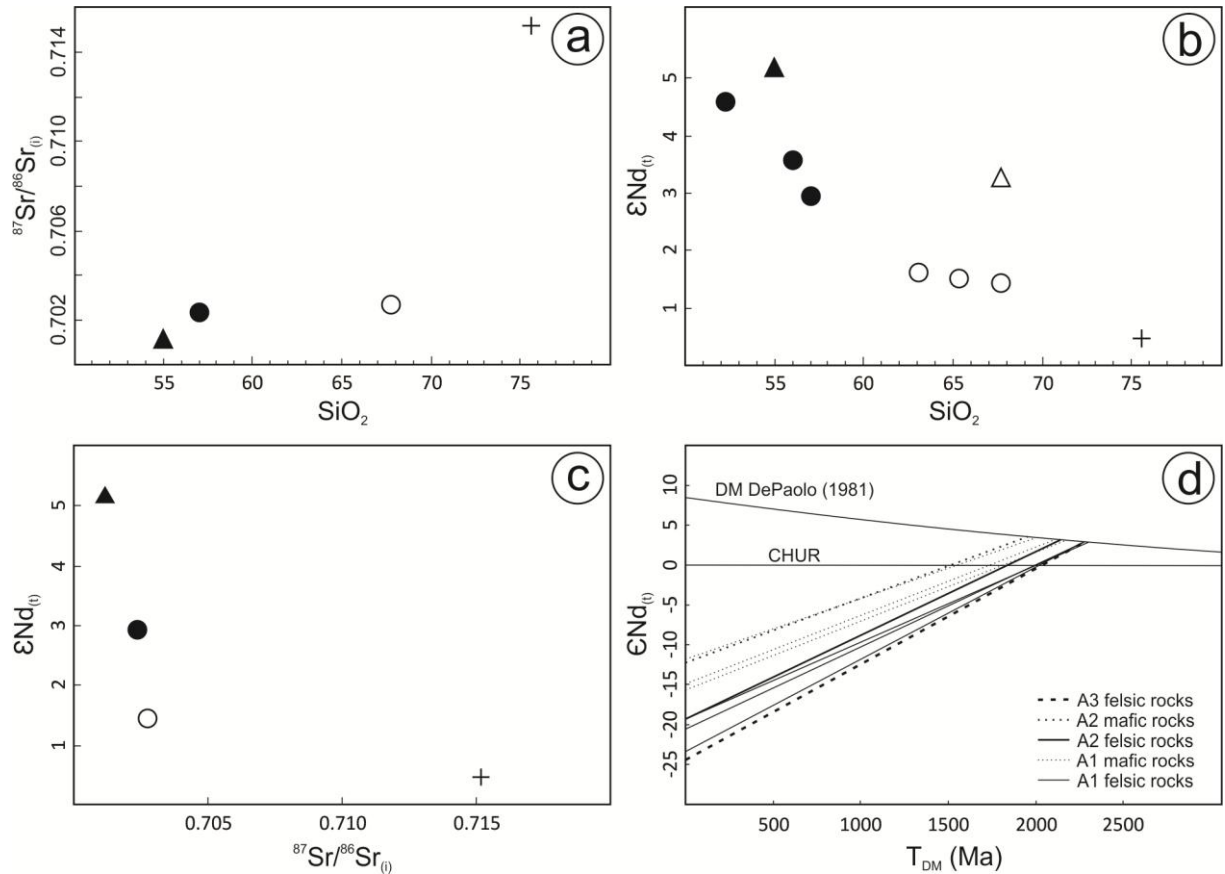 a
⁸⁷Sr/⁸⁶Sr(i)
0.714
0.710
0.706
0.702
55 60 65 70 75
SiO₂
b
εNd(t)
5
4
3
2
1
55 60 65 70 75
SiO₂
c
εNd(t)
5
3
2
1
0.705 0.710 0.715
⁸⁷Sr/⁸⁶Sr(i)
d
ЄNd(t)
10
5
0
-5
-10
-15
-20
-25
DM DePaolo (1981)
CHUR
A3 felsic rocks
A2 mafic rocks
A2 felsic rocks
A1 mafic rocks
A1 felsic rocks
500 1000 1500 2000 2500
TDM (Ma)